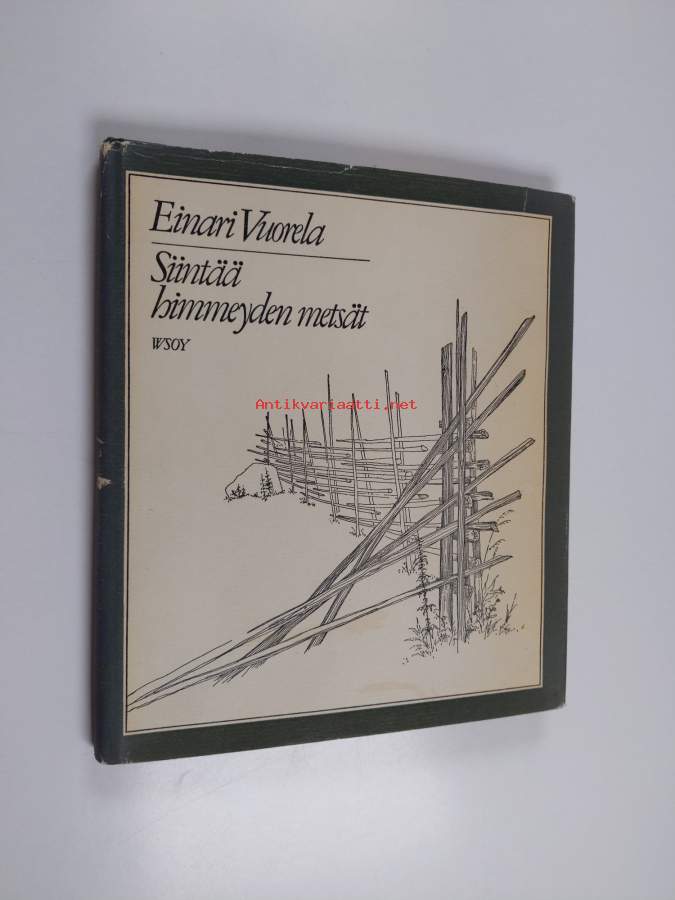 Einari Vuorela
Siintää
himmeyden metsät
WSOY
Antikvariaatti.net